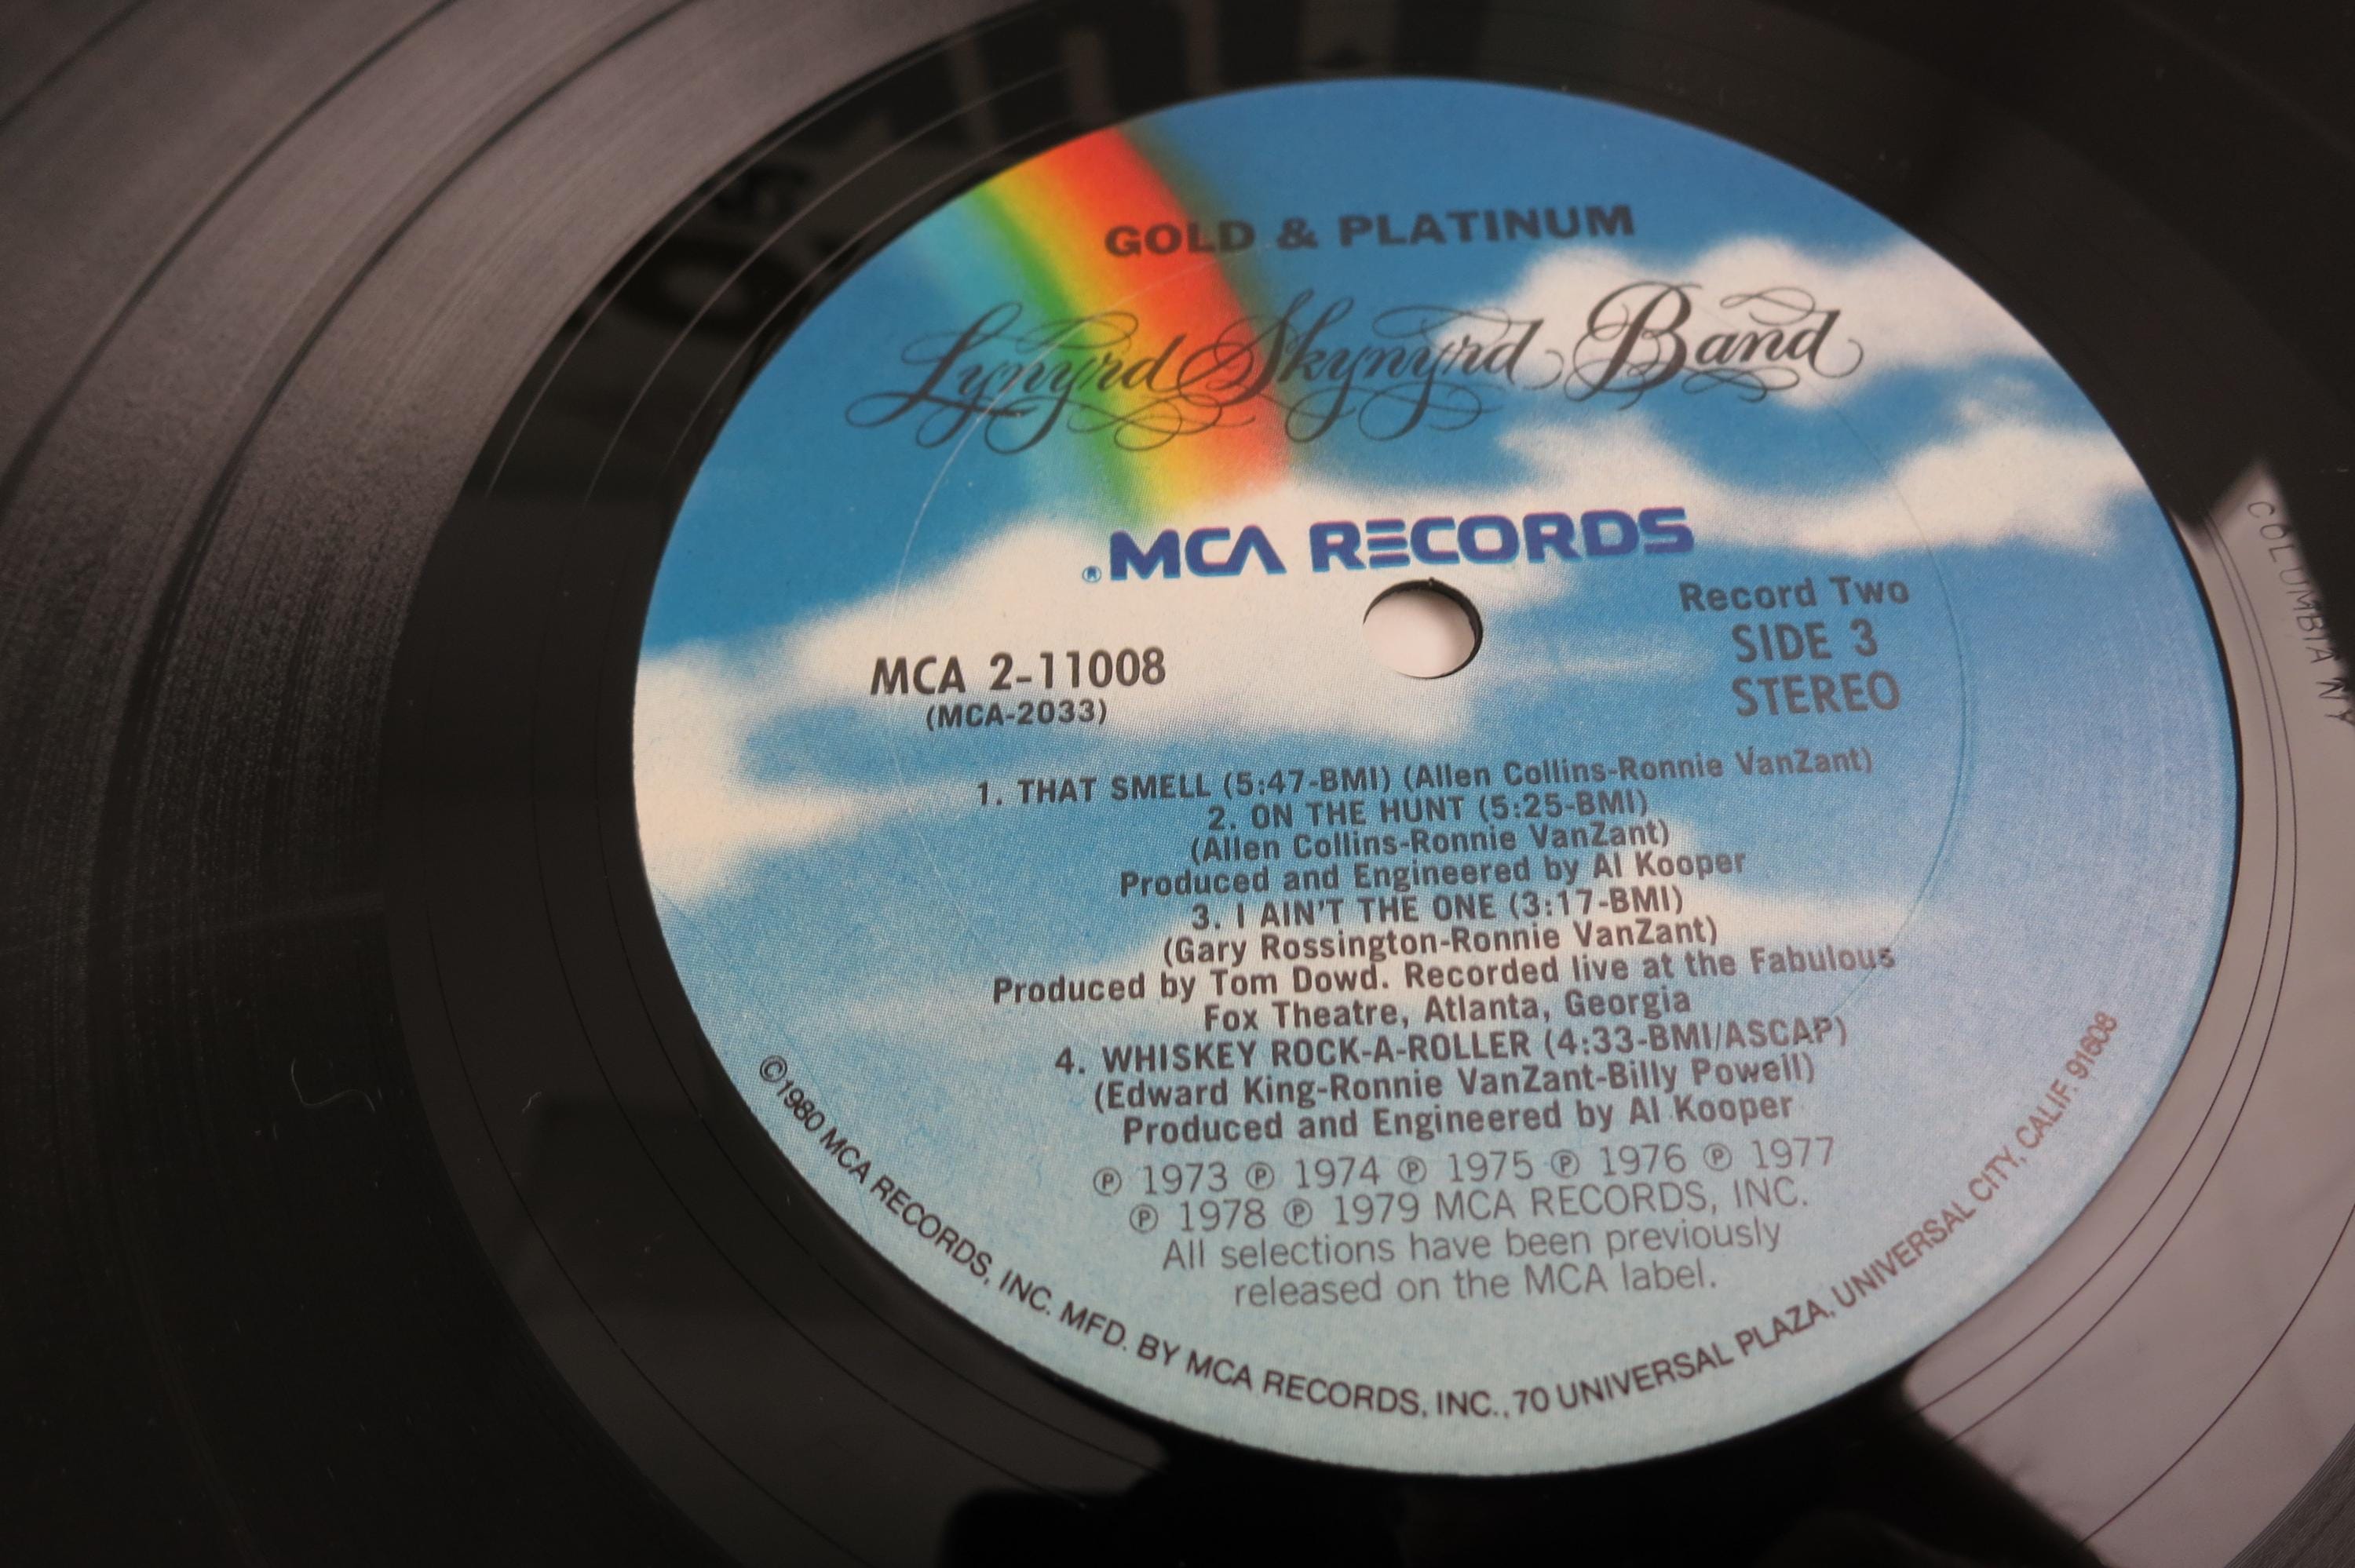 GOLD & PLATINUM
Lynyrd Skynyrd Band
® MCA RECORDS
Record Two
SIDE 3
STEREO
MCA 2-11008
(MCA-2033)
1. THAT SMELL (5:47-BMI) (Allen Collins-Ronnie VanZant)
2. ON THE HUNT (5:25-BMI)
(Allen Collins-Ronnie VanZant)
Produced and Engineered by Al Kooper
3. I AIN'T THE ONE (3:17-BMI)
(Gary Rossington-Ronnie VanZant)
Produced by Tom Dowd. Recorded live at the Fabulous
Fox Theatre, Atlanta, Georgia
4. WHISKEY ROCK-A-ROLLER (4:33-BMI/ASCAP)
(Edward King-Ronnie VanZant-Billy Powell)
Produced and Engineered by Al Kooper
℗ 1973 ℗ 1974 ℗ 1975 ℗ 1976 ℗ 1977
℗ 1978 ℗ 1979 MCA RECORDS, INC.
All selections have been previously
released on the MCA label.
©1980 MCA RECORDS, INC. MFD. BY MCA RECORDS, INC., 70 UNIVERSAL PLAZA, UNIVERSAL CITY, CALIF. 91608
COLUMBIA NY